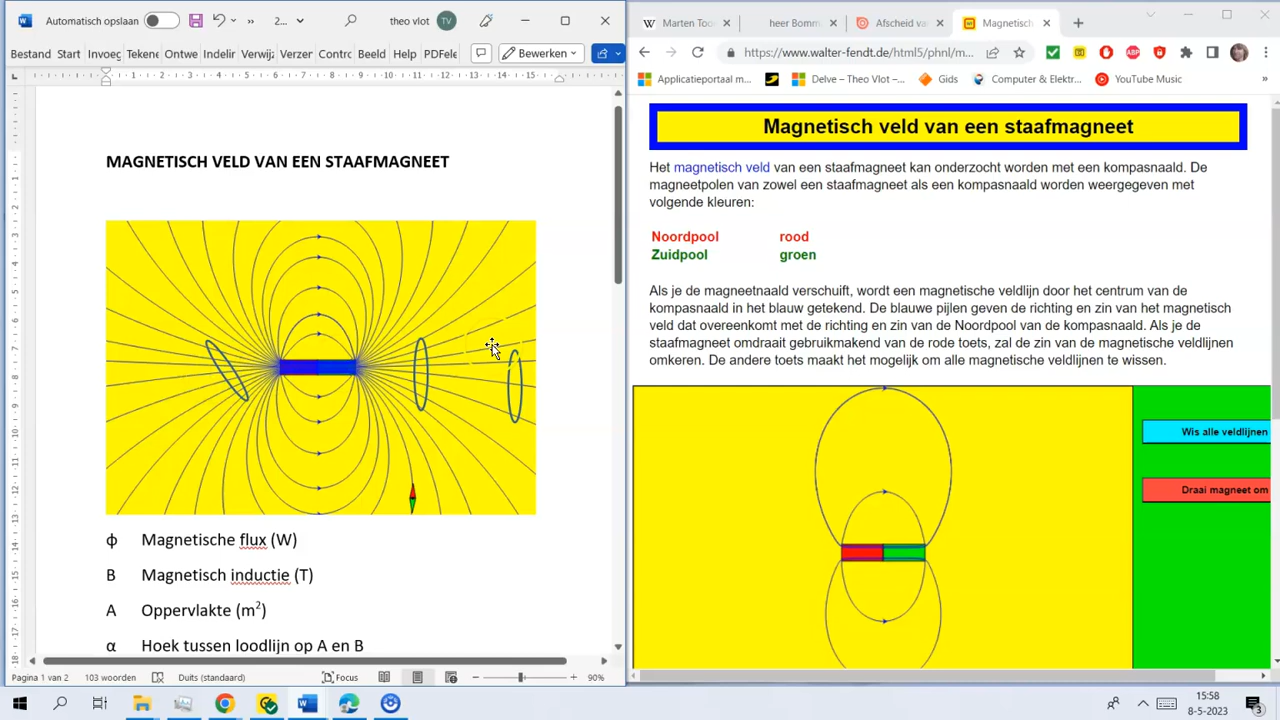 Automatisch opslaan
2...
theo vlot
TV
Bestand Start Invoeg Tekene Ontwe Indelir Verwij Verzer Contro Beeld Help PDFele Bewerken
MAGNETISCH VELD VAN EEN STAAFMAGNEET
ф Magnetische flux (W)
B Magnetisch inductie (T)
A Oppervlakte (m²)
α Hoek tussen loodlijn op A en B
Pagina 1 van 2 103 woorden Duits (standaard) Focus 90%
heer Bomm
Afscheid van
Magnetisch
https://www.walter-fendt.de/html5/phnl/m...
Applicatieportaal m... Delve – Theo Vlot –... Gids Computer & Elektr... YouTube Music
Magnetisch veld van een staafmagneet
Het magnetisch veld van een staafmagneet kan onderzocht worden met een kompasnaald. De
magneetpolen van zowel een staafmagneet als een kompasnaald worden weergegeven met
volgende kleuren:
Noordpool rood
Zuidpool groen
Als je de magneetnaald verschuift, wordt een magnetische veldlijn door het centrum van de
kompasnaald in het blauw getekend. De blauwe pijlen geven de richting en zin van het magnetisch
veld dat overeenkomt met de richting en zin van de Noordpool van de kompasnaald. Als je de
staafmagneet omdraait gebruikmakend van de rode toets, zal de zin van de magnetische veldlijnen
omkeren. De andere toets maakt het mogelijk om alle magnetische veldlijnen te wissen.
Wis alle veldlijnen
Draai magneet om
15:58
8-5-2023
3